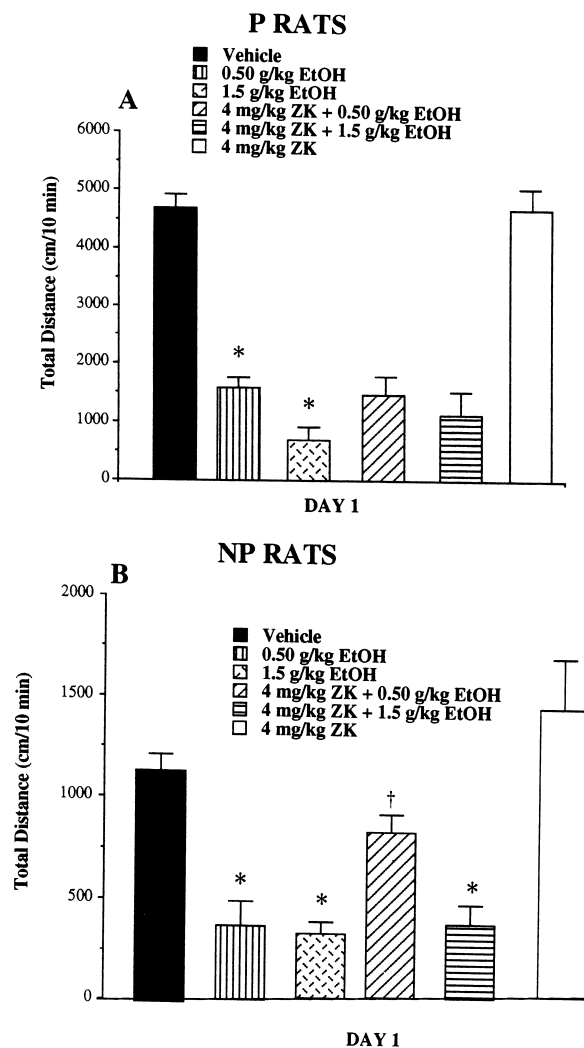 P RATS
Vehicle
0.50 g/kg EtOH
1.5 g/kg EtOH
4 mg/kg ZK + 0.50 g/kg EtOH
4 mg/kg ZK + 1.5 g/kg EtOH
4 mg/kg ZK
A
6000
5000
4000
3000
2000
1000
0
Total Distance (cm/10 min)
*
*
DAY 1
NP RATS
B
2000
1500
1000
500
0
Total Distance (cm/10 min)
Vehicle
0.50 g/kg EtOH
1.5 g/kg EtOH
4 mg/kg ZK + 0.50 g/kg EtOH
4 mg/kg ZK + 1.5 g/kg EtOH
4 mg/kg ZK
*
*
†
*
DAY 1